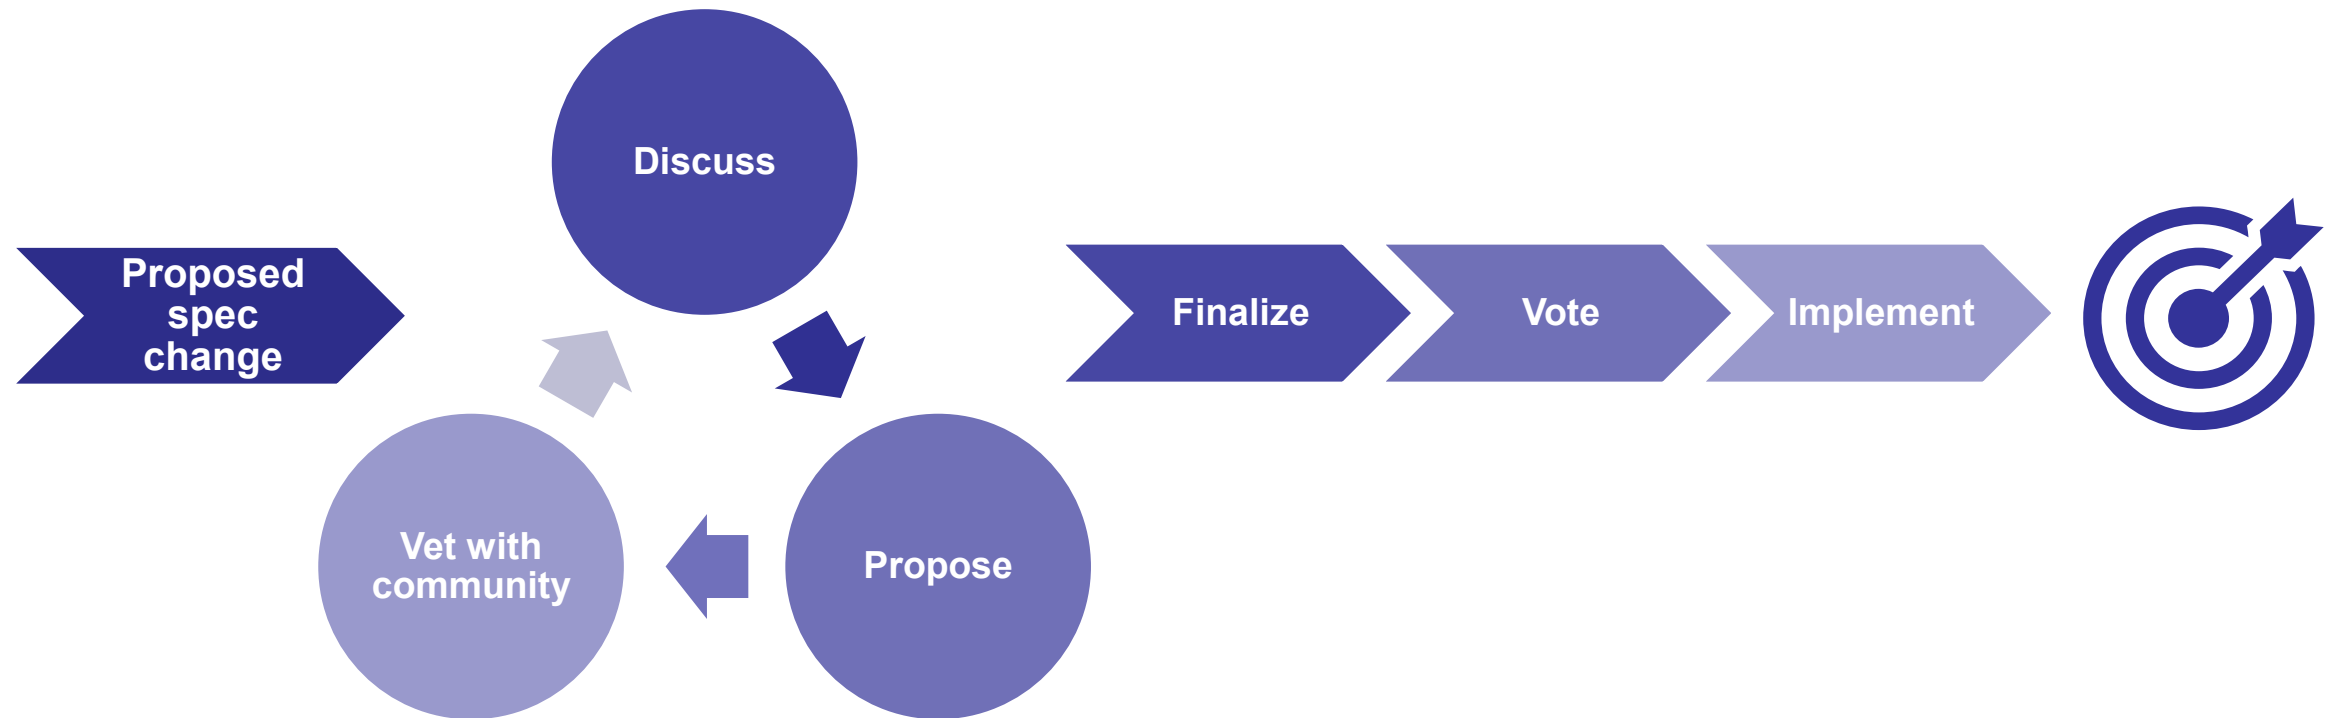 Proposed
spec
change
Discuss
Propose
Vet with
community
Finalize
Vote
Implement